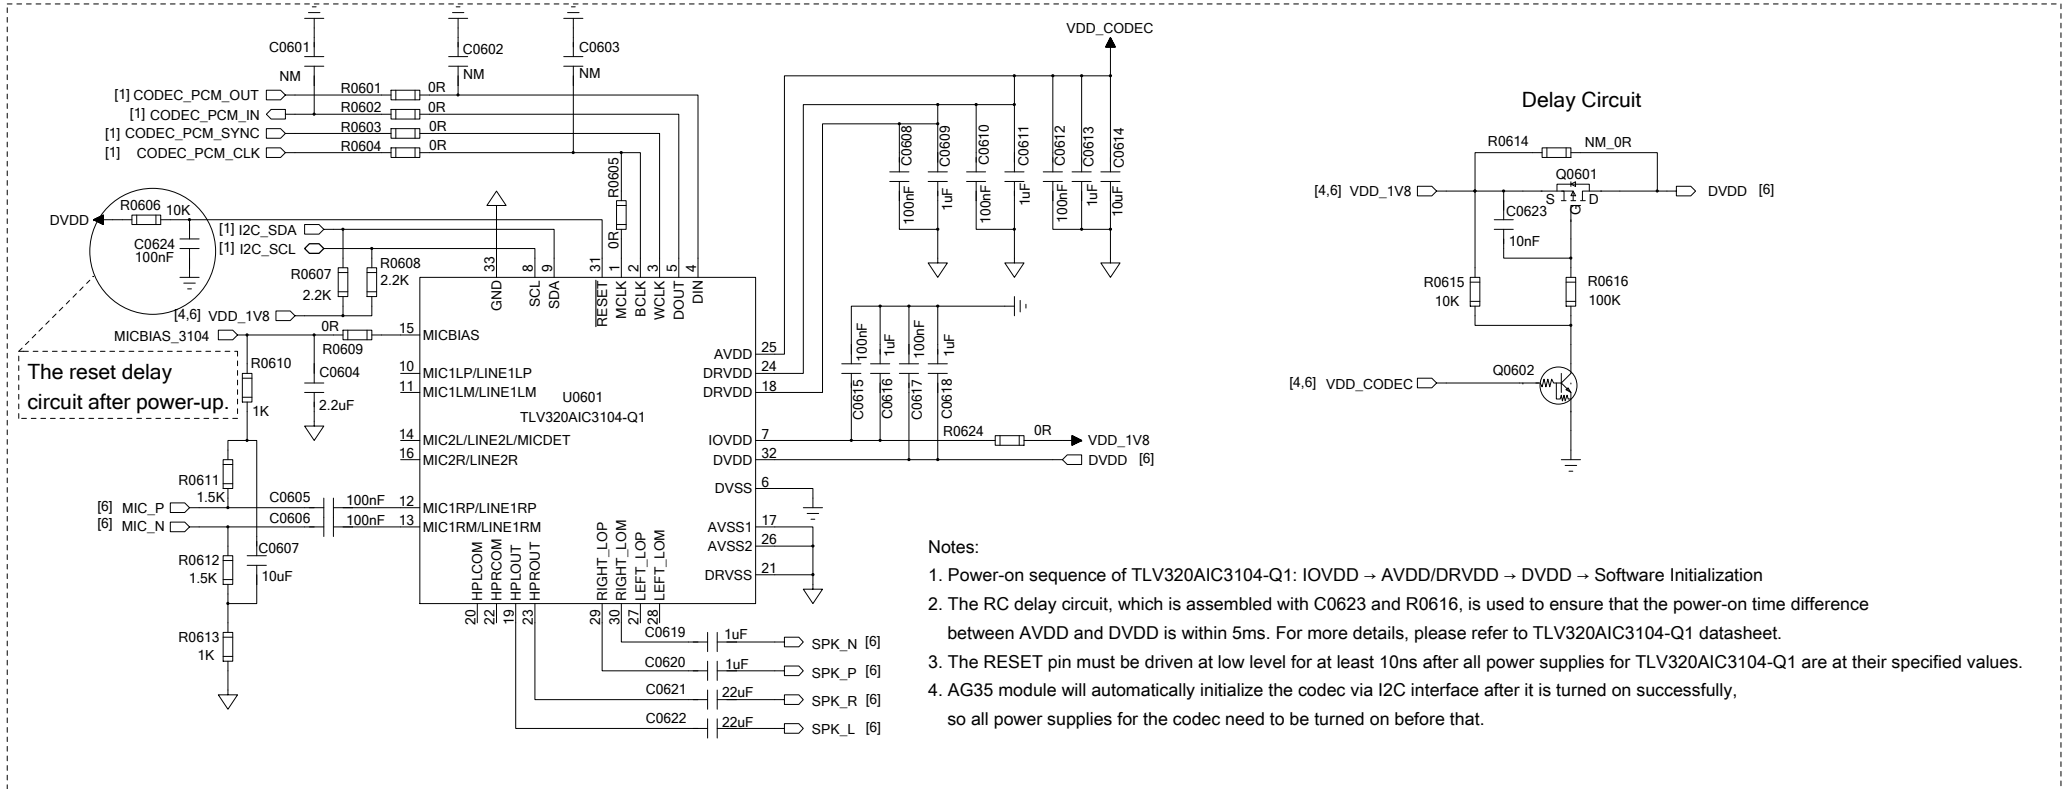 C0601
NM
C0602
NM
C0603
NM
[1] CODEC_PCM_OUT
R0601
0R
[1] CODEC_PCM_IN
R0602
0R
[1] CODEC_PCM_SYNC
R0603
0R
[1] CODEC_PCM_CLK
R0604
0R
R0605
0R
DVDD
R0606
10K
C0624
100nF
[1] I2C_SDA
[1] I2C_SCL
R0607
2.2K
R0608
2.2K
[4,6] VDD_1V8
MICBIAS_3104
0R
R0609
The reset delay
circuit after power-up.
R0610
1K
C0604
2.2uF
R0611
1.5K
[6] MIC_P
[6] MIC_N
C0605
100nF
C0606
100nF
R0612
1.5K
C0607
10uF
R0613
1K
33
GND
8
SCL
9
SDA
31
RESET
1
MCLK
2
BCLK
3
WCLK
5
DOUT
4
DIN
15
MICBIAS
10
MIC1LP/LINE1LP
11
MIC1LM/LINE1LM
14
MIC2L/LINE2L/MICDET
16
MIC2R/LINE2R
12
MIC1RP/LINE1RP
13
MIC1RM/LINE1RM
U0601
TLV320AIC3104-Q1
AVDD
25
DRVDD
24
DRVDD
18
IOVDD
7
DVDD
32
DVSS
6
AVSS1
17
AVSS2
26
DRVSS
21
HPLCOM
20
HPRCOM
22
HPLOUT
19
HPROUT
23
RIGHT_LOP
29
RIGHT_LOM
30
LEFT_LOP
27
LEFT_LOM
28
C0619
1uF
SPK_N [6]
C0620
1uF
SPK_P [6]
C0621
22uF
SPK_R [6]
C0622
22uF
SPK_L [6]
VDD_CODEC
C0608
100nF
C0609
1uF
C0610
100nF
C0611
1uF
C0612
100nF
C0613
1uF
C0614
10uF
100nF
C0615
1uF
C0616
100nF
C0617
1uF
C0618
R0624
0R
VDD_1V8
DVDD [6]
Delay Circuit
R0614
NM_0R
[4,6] VDD_1V8
Q0601
S
D
G
DVDD [6]
C0623
10nF
R0615
10K
R0616
100K
[4,6] VDD_CODEC
Q0602
Notes:
1. Power-on sequence of TLV320AIC3104-Q1: IOVDD → AVDD/DRVDD → DVDD → Software Initialization
2. The RC delay circuit, which is assembled with C0623 and R0616, is used to ensure that the power-on time difference
between AVDD and DVDD is within 5ms. For more details, please refer to TLV320AIC3104-Q1 datasheet.
3. The RESET pin must be driven at low level for at least 10ns after all power supplies for TLV320AIC3104-Q1 are at their specified values.
4. AG35 module will automatically initialize the codec via I2C interface after it is turned on successfully,
so all power supplies for the codec need to be turned on before that.